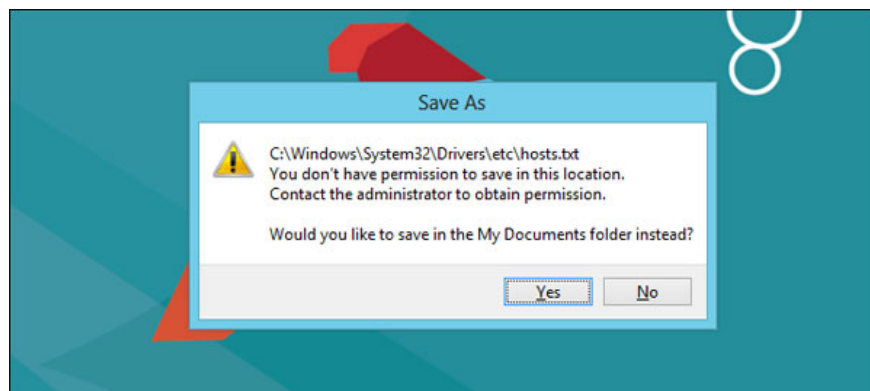 Save As
C:\Windows\System32\Drivers\etc\hosts.txt
You don't have permission to save in this location.
Contact the administrator to obtain permission.
Would you like to save in the My Documents folder instead?
Yes No